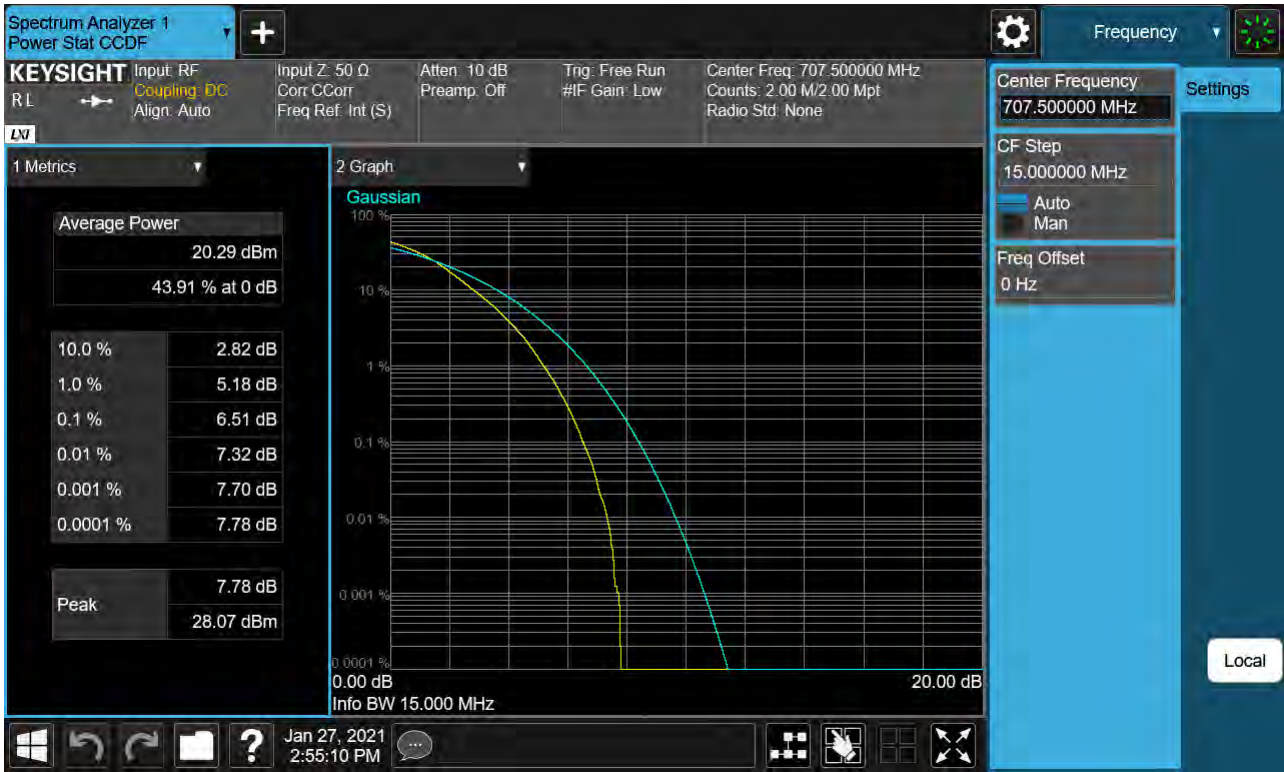 Spectrum Analyzer 1
Power Stat CCDF
+
Frequency
KEYSIGHT
R L
LXI
Input: RF
Coupling: DC
Align: Auto
Input Z: 50 Ω
Corr CCorr
Freq Ref: Int (S)
Atten: 10 dB
Preamp: Off
Trig: Free Run
#IF Gain: Low
Center Freq: 707.500000 MHz
Counts: 2.00 M/2.00 Mpt
Radio Std: None
Center Frequency
707.500000 MHz
Settings
CF Step
15.000000 MHz
Auto
Man
Freq Offset
0 Hz
Local
1 Metrics
Average Power
20.29 dBm
43.91 % at 0 dB
10.0 % 2.82 dB
1.0 % 5.18 dB
0.1 % 6.51 dB
0.01 % 7.32 dB
0.001 % 7.70 dB
0.0001 % 7.78 dB
Peak
7.78 dB
28.07 dBm
2 Graph
Gaussian
100 %
10 %
1 %
0.1 %
0.01 %
0.001 %
0.0001 %
0.00 dB 20.00 dB
Info BW 15.000 MHz
?
Jan 27, 2021
2:55:10 PM